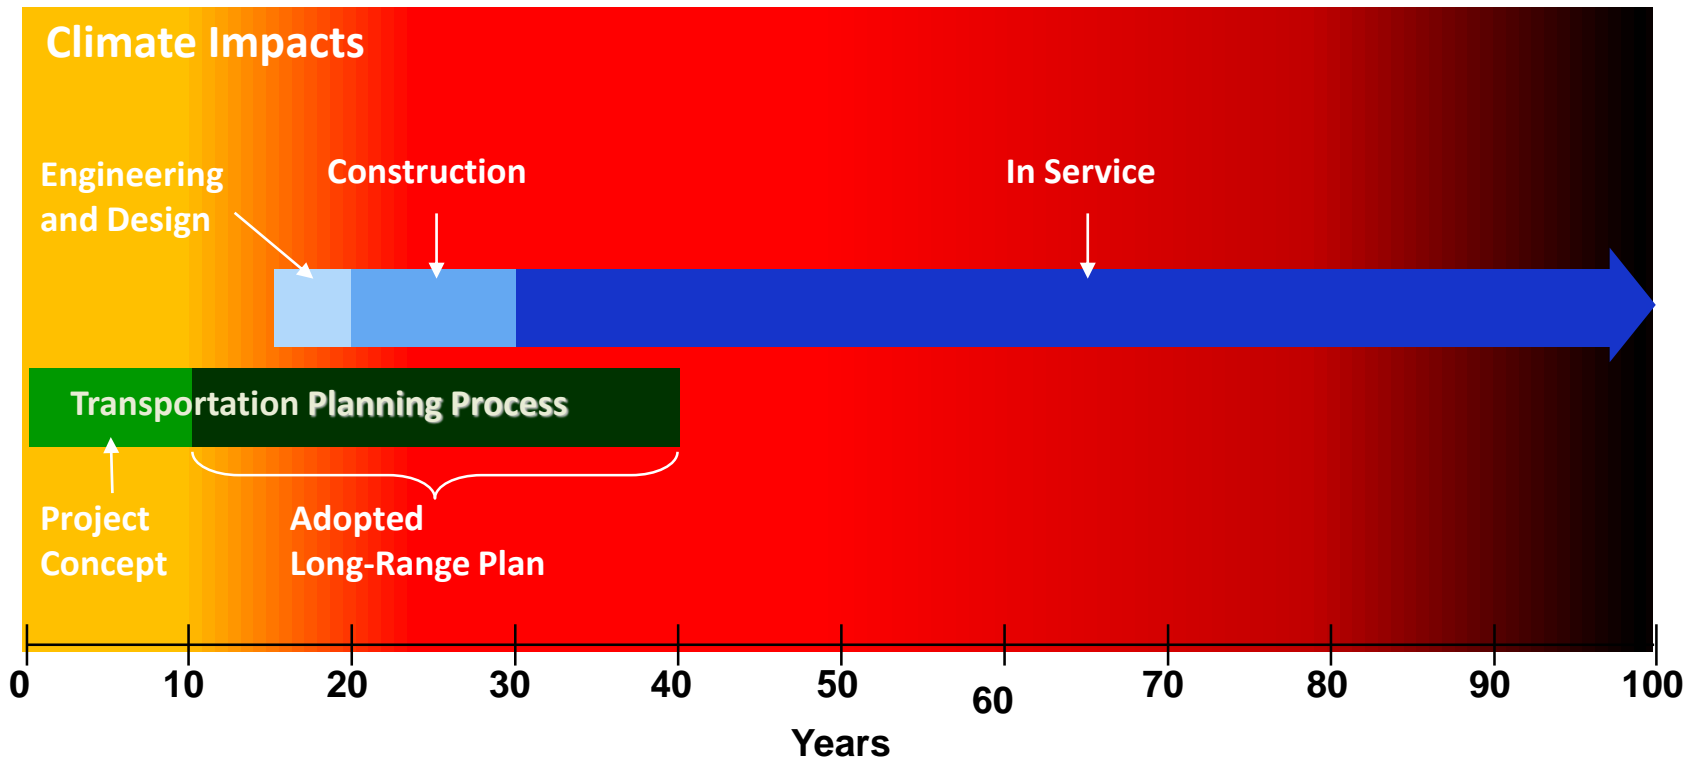 Climate Impacts
Engineering
and Design
Construction
In Service
Transportation Planning Process
Project
Concept
Adopted
Long-Range Plan
0 10 20 30 40 50 60 70 80 90 100
Years